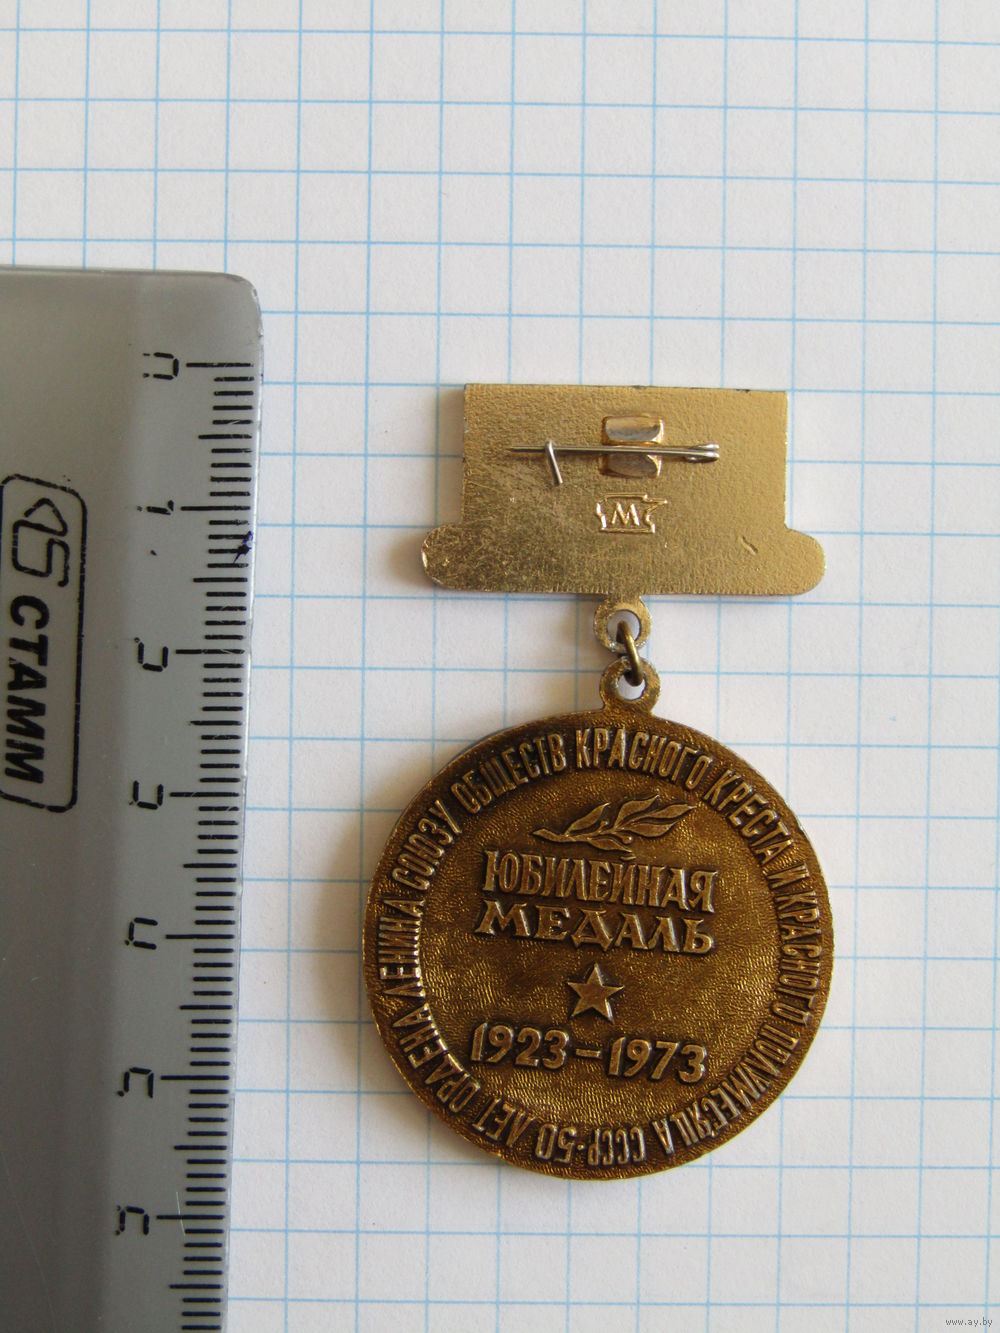 0
1
2
3
4
5
6
СТАММ
М
50 ЛЕТ ОРДЕНА ЛЕНИНА СОЮЗУ ОБЩЕСТВ КРАСНОГО КРЕСТА И КРАСНОГО ПОЛУМЕСЯЦА СССР·
ЮБИЛЕЙНАЯ
МЕДАЛЬ
1923–1973
www.ay.by